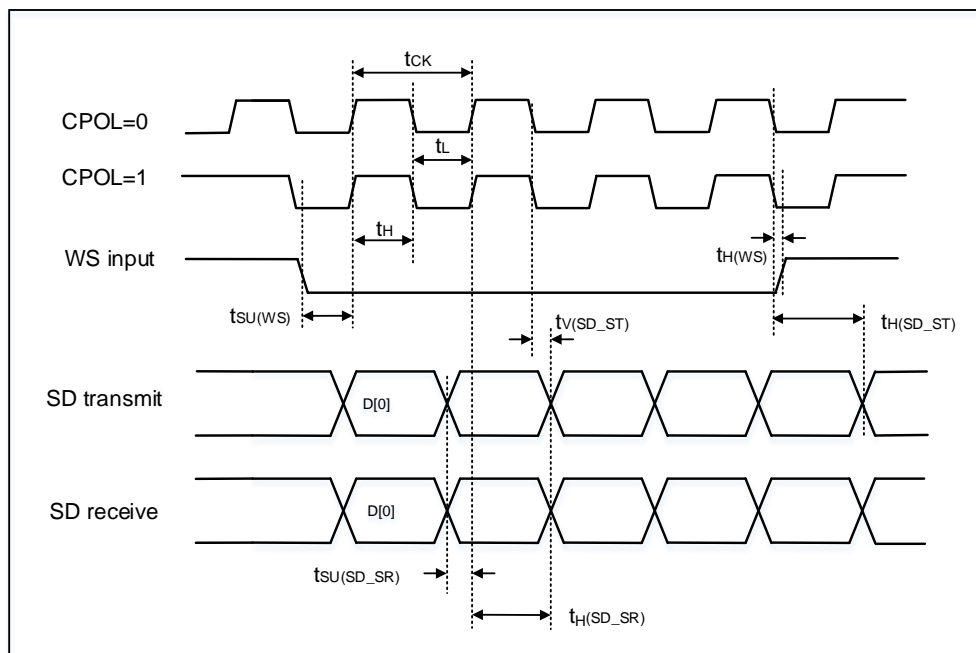 tCK
CPOL=0
tL
CPOL=1
tH
tH(WS)
WS input
tSU(WS)
tV(SD_ST)
tH(SD_ST)
SD transmit
D[0]
SD receive
D[0]
tSU(SD_SR)
tH(SD_SR)